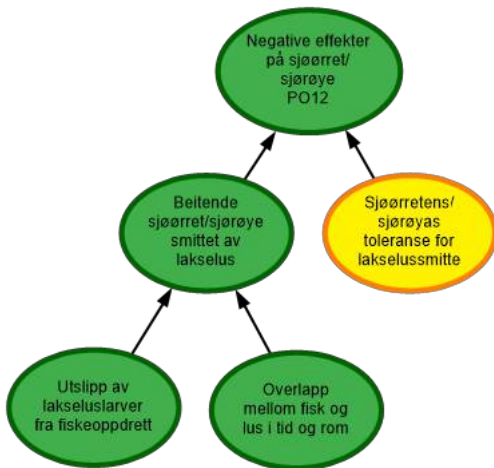 Negative effekter
på sjøørret/
sjørøye
PO12
Beitende
sjøørret/sjørøye
smittet av
lakselus
Sjøørretens/
sjørøyas
toleranse for
lakselussmitte
Utslipp av
lakseluslarver
fra fiskeoppdrett
Overlapp
mellom fisk og
lus i tid og rom